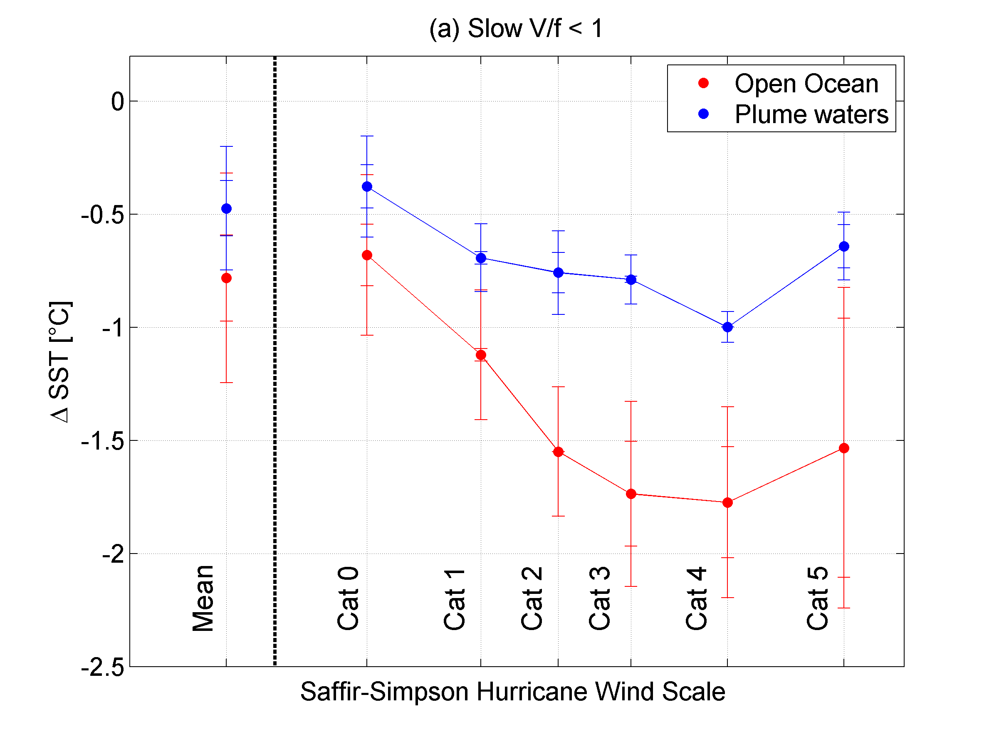 (a) Slow V/f < 1
Open Ocean
Plume waters
0
-0.5
-1
-1.5
-2
-2.5
Δ SST [°C]
Mean
Cat 0
Cat 1
Cat 2
Cat 3
Cat 4
Cat 5
Saffir-Simpson Hurricane Wind Scale